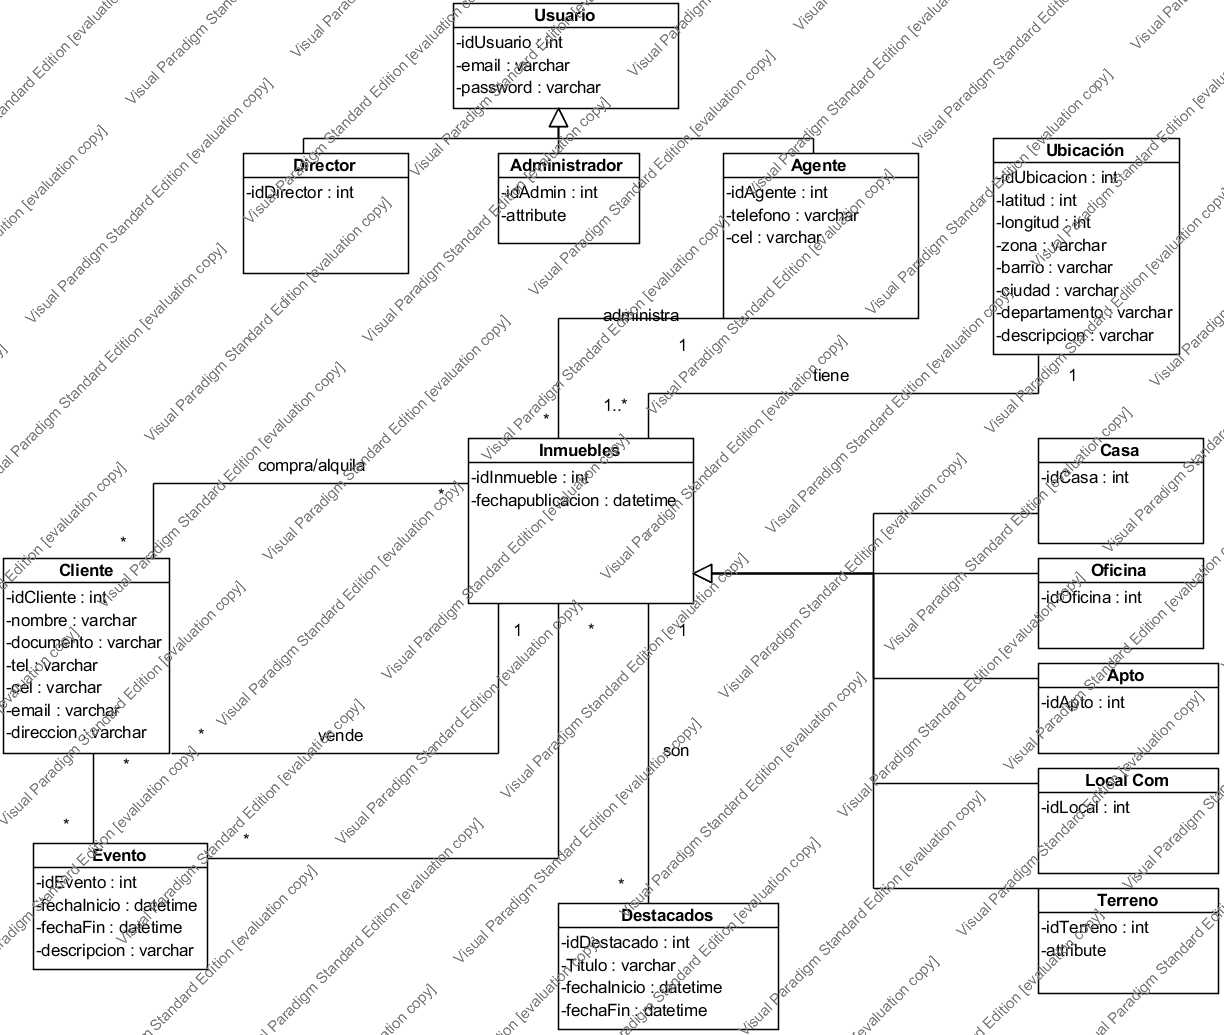 Usuario
-idUsuario : int
-email : varchar
-password : varchar
Director
-idDirector : int
Administrador
-idAdmin : int
-attribute
Agente
-idAgente : int
-telefono : varchar
-cel : varchar
Ubicación
-idUbicacion : int
-latitud : int
-longitud : int
-zona : varchar
-barrio : varchar
-ciudad : varchar
-departamento : varchar
-descripcion : varchar
administra
1
*
tiene
1
1..*
Inmuebles
-idInmueble : int
-fechapublicacion : datetime
compra/alquila
*
*
Casa
-idCasa : int
Oficina
-idOficina : int
Apto
-idApto : int
Local Com
-idLocal : int
Terreno
-idTerreno : int
-attribute
Cliente
-idCliente : int
-nombre : varchar
-documento : varchar
-tel : varchar
-cel : varchar
-email : varchar
-direccion : varchar
1
*
1
*
vende
*
son
*
*
*
Evento
-idEvento : int
-fechaInicio : datetime
-fechaFin : datetime
-descripcion : varchar
Destacados
-idDestacado : int
-Titulo : varchar
-fechaInicio : datetime
-fechaFin : datetime
Visual Paradigm Standard Edition [evaluation copy]